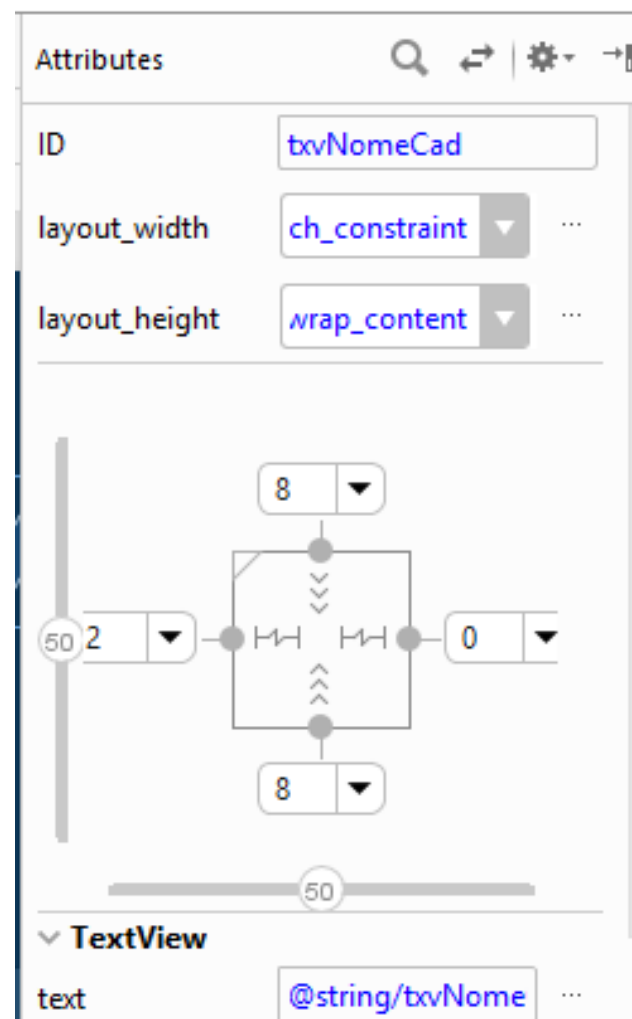 Attributes
ID txvNomeCad
layout_width ch_constraint ...
layout_height wrap_content ...
8
50 2 0
8
50
TextView
text @string/txvNome ...